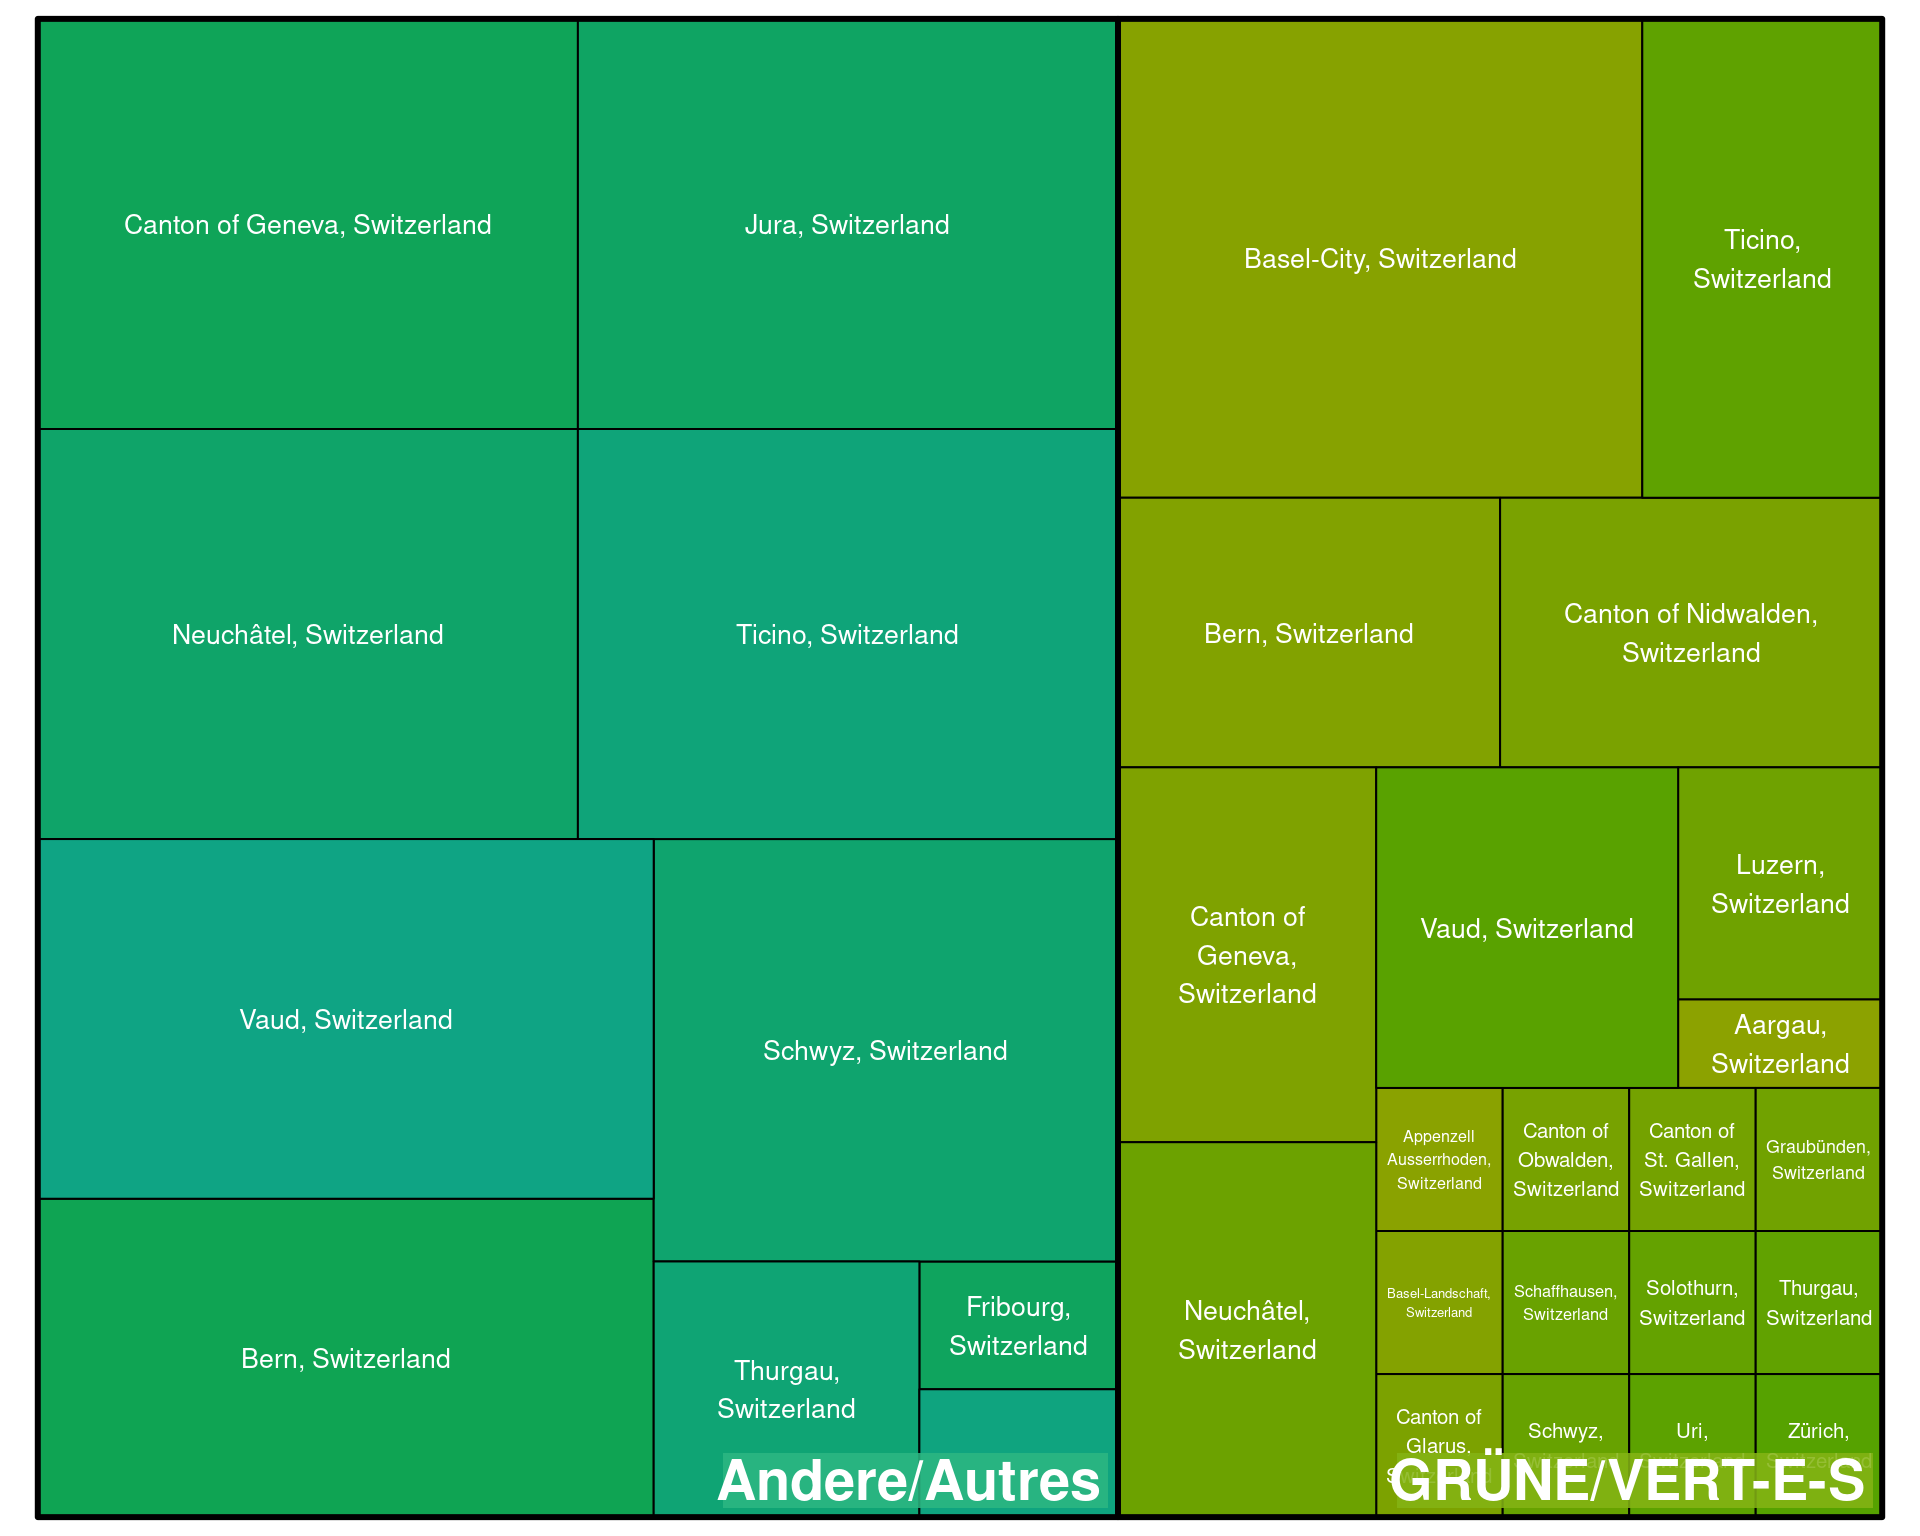 Canton of Geneva, Switzerland
Jura, Switzerland
Neuchâtel, Switzerland
Ticino, Switzerland
Vaud, Switzerland
Schwyz, Switzerland
Bern, Switzerland
Thurgau,
Switzerland
Fribourg,
Switzerland
Andere/Autres
Basel-City, Switzerland
Ticino,
Switzerland
Bern, Switzerland
Canton of Nidwalden,
Switzerland
Canton of
Geneva,
Switzerland
Vaud, Switzerland
Luzern,
Switzerland
Aargau,
Switzerland
Neuchâtel,
Switzerland
Appenzell
Ausserrhoden,
Switzerland
Canton of
Obwalden,
Switzerland
Canton of
St. Gallen,
Switzerland
Graubünden,
Switzerland
Basel-Landschaft,
Switzerland
Schaffhausen,
Switzerland
Solothurn,
Switzerland
Thurgau,
Switzerland
Canton of
Glarus,
Schwyz,
Uri,
Zürich,
GRÜNE/VERT-E-S